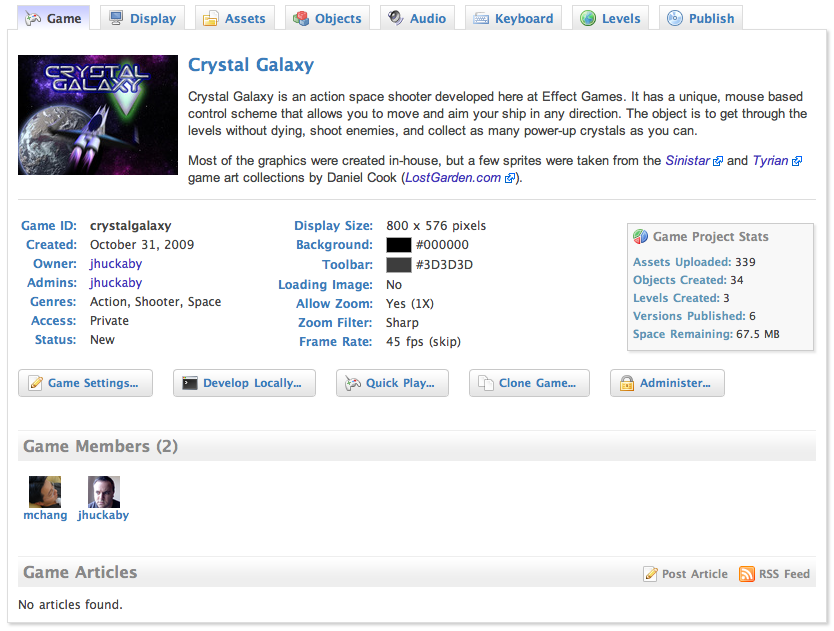 Game Display Assets Objects Audio Keyboard Levels Publish
CRYSTAL
GALAXY
Crystal Galaxy
Crystal Galaxy is an action space shooter developed here at Effect Games. It has a unique, mouse based
control scheme that allows you to move and aim your ship in any direction. The object is to get through the
levels without dying, shoot enemies, and collect as many power-up crystals as you can.
Most of the graphics were created in-house, but a few sprites were taken from the Sinistar and Tyrian
game art collections by Daniel Cook (LostGarden.com).
Game ID: crystalgalaxy
Created: October 31, 2009
Owner: jhuckaby
Admins: jhuckaby
Genres: Action, Shooter, Space
Access: Private
Status: New
Display Size: 800 x 576 pixels
Background: #000000
Toolbar: #3D3D3D
Loading Image: No
Allow Zoom: Yes (1X)
Zoom Filter: Sharp
Frame Rate: 45 fps (skip)
Game Project Stats
Assets Uploaded: 339
Objects Created: 34
Levels Created: 3
Versions Published: 6
Space Remaining: 67.5 MB
Game Settings... Develop Locally... Quick Play... Clone Game... Administer...
Game Members (2)
mchang jhuckaby
Game Articles Post Article RSS Feed
No articles found.